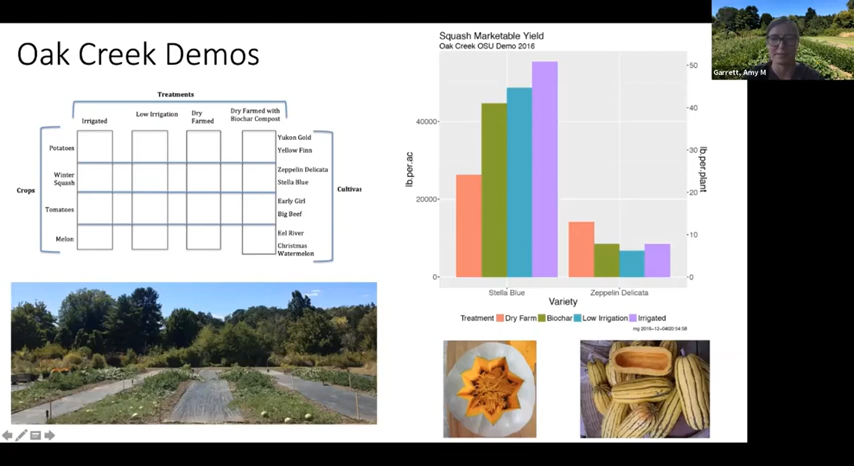 Oak Creek Demos
Treatments
Irrigated
Low Irrigation
Dry
Farmed
Dry Farmed with
Biochar Compost
Crops
Potatoes
Winter
Squash
Tomatoes
Melon
Yukon Gold
Yellow Finn
Zeppelin Delicata
Stella Blue
Early Girl
Big Beef
Eel River
Christmas
Watermelon
Cultivar
Squash Marketable Yield
Oak Creek OSU Demo 2016
lb.per.ac
40000
20000
0
50
40
30
20
10
0
lb.per.plant
Stella Blue
Zeppelin Delicata
Variety
Treatment Dry Farm Biochar Low Irrigation Irrigated
Garrett, Amy M